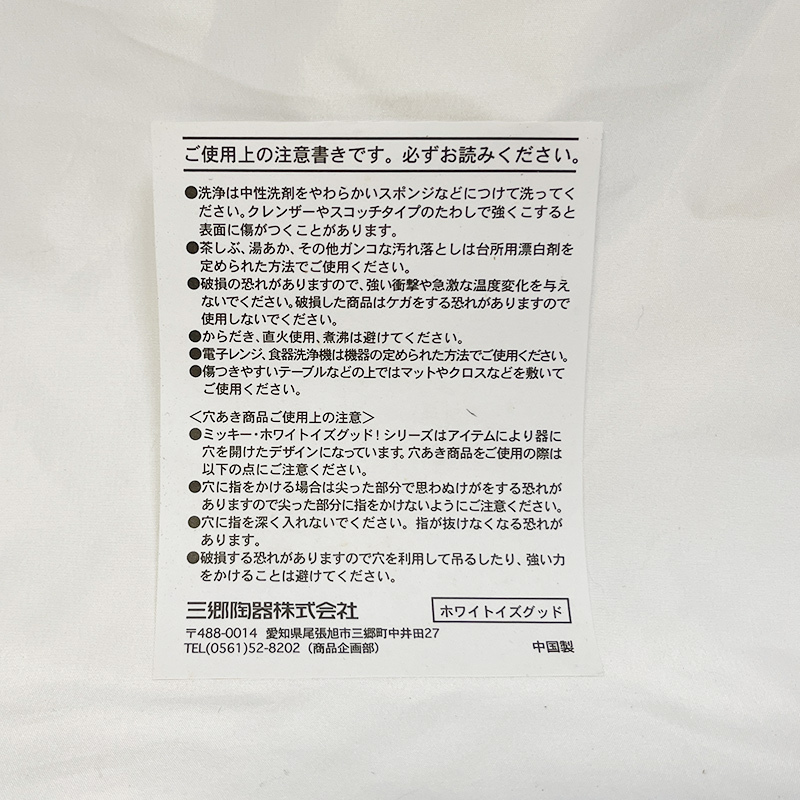 ご使用上の注意書きです。必ずお読みください。
●洗浄は中性洗剤をやわらかいスポンジなどにつけて洗ってく
ださい。クレンザーやスコッチタイプのたわしで強くこすると
表面に傷がつくことがあります。
●茶しぶ、湯あか、その他ガンコな汚れ落としは台所用漂白剤を
定められた方法でご使用ください。
●破損の恐れがありますので、強い衝撃や急激な温度変化を与え
ないでください。破損した商品はケガをする恐れがありますので
使用しないでください。
●からだき、直火使用、煮沸は避けてください。
●電子レンジ、食器洗浄機は機器の定められた方法でご使用ください。
●傷つきやすいテーブルなどの上ではマットやクロスなどを敷いて
ご使用ください。
＜穴あき商品ご使用上の注意＞
●ミッキー・ホワイトイズグッド！シリーズはアイテムにより器に
穴を開けたデザインになっています。穴あき商品をご使用の際は
以下の点にご注意ください。
●穴に指をかける場合は尖った部分で思わぬけがをする恐れが
ありますので尖った部分に指をかけないようにご注意ください。
●穴に指を深く入れないでください。指が抜けなくなる恐れが
あります。
●破損する恐れがありますので穴を利用して吊るしたり、強い力
をかけることは避けてください。
三郷陶器株式会社 ホワイトイズグッド
〒488-0014 愛知県尾張旭市三郷町中井田27
TEL(0561)52-8202（商品企画部） 中国製